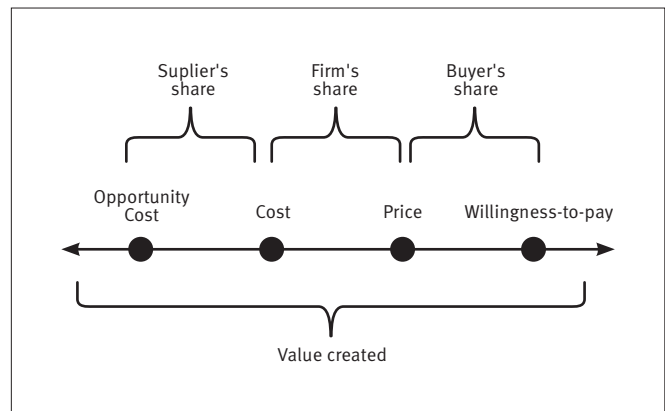 Suplier's
share
Firm's
share
Buyer's
share
Opportunity
Cost
Cost
Price
Willingness-to-pay
Value created